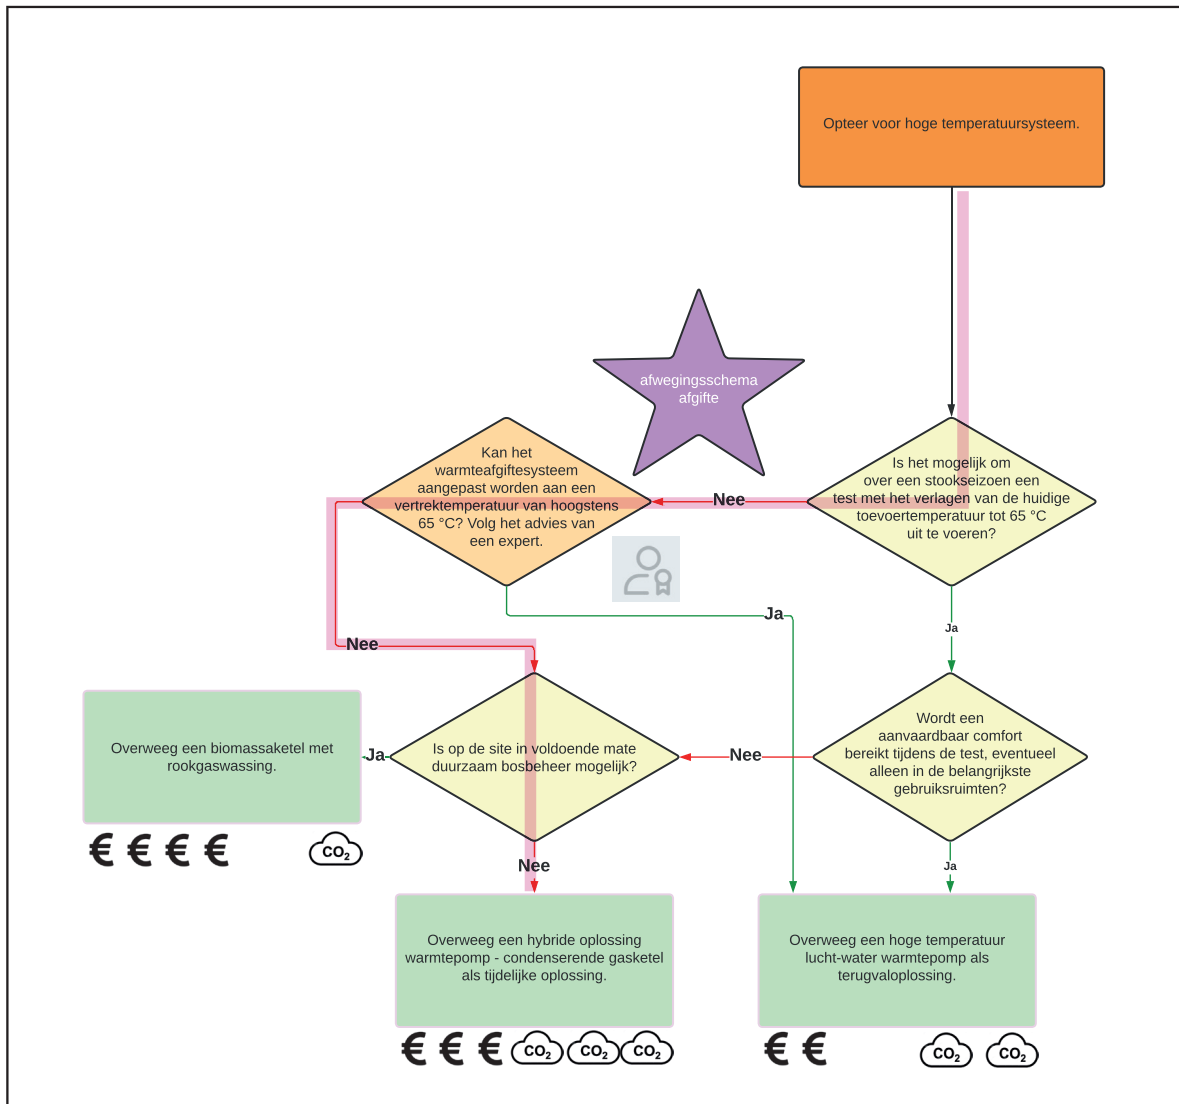 Opteer voor hoge temperatuursysteem.
afwegingsschema
afgifte
Kan het
warmteafgiftesysteem
aangepast worden aan een
vertrektemperatuur van hoogstens
65 °C? Volg het advies van
een expert.
Nee
Is het mogelijk om
over een stookseizoen een
test met het verlagen van de huidige
toevoertemperatuur tot 65 °C
uit te voeren?
Ja
Ja
Nee
Overweeg een biomassaketel met
rookgaswassing.
Ja
Is op de site in voldoende mate
duurzaam bosbeheer mogelijk?
Nee
Wordt een
aanvaardbaar comfort
bereikt tijdens de test, eventueel
alleen in de belangrijkste
gebruiksruimten?
€ € € € CO2
Nee
Ja
Overweeg een hybride oplossing
warmtepomp - condenserende gasketel
als tijdelijke oplossing.
Overweeg een hoge temperatuur
lucht-water warmtepomp als
terugvaloplossing.
€ € € CO2 CO2 CO2
€ € CO2 CO2